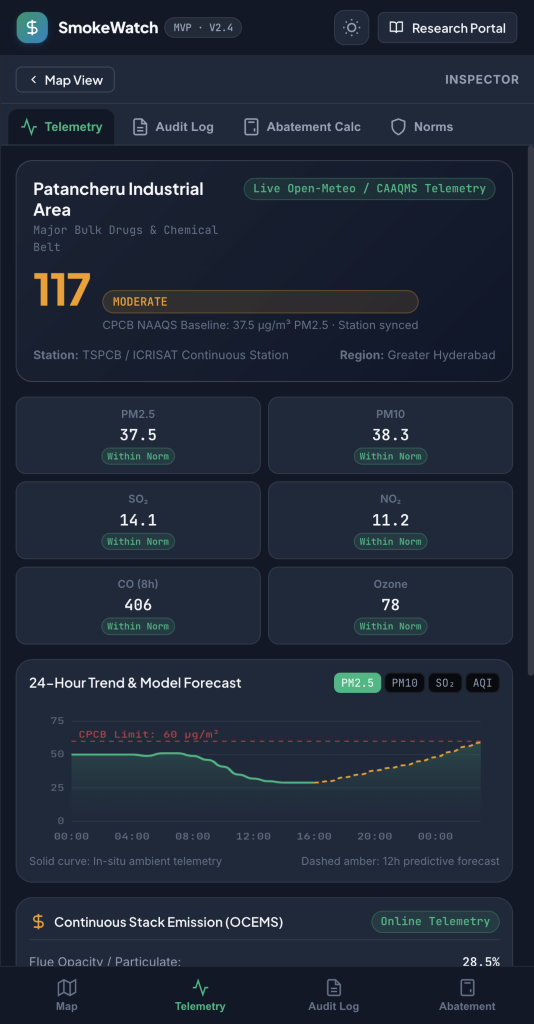 $ SmokeWatch MVP · V2.4 Research Portal
Map View INSPECTOR
Telemetry Audit Log Abatement Calc Norms
Patancheru Industrial
Area
Live Open-Meteo / CAAQMS Telemetry
Major Bulk Drugs & Chemical
Belt
117
MODERATE
CPCB NAAQS Baseline: 37.5 µg/m³ PM2.5 · Station synced
Station: TSPCB / ICRISAT Continuous Station Region: Greater Hyderabad
PM2.5
37.5
Within Norm
PM10
38.3
Within Norm
SO₂
14.1
Within Norm
NO₂
11.2
Within Norm
CO (8h)
406
Within Norm
Ozone
78
Within Norm
24-Hour Trend & Model Forecast PM2.5 PM10 SO₂ AQI
75
CPCB Limit: 60 µg/m³
50
25
0
00:00 04:00 08:00 12:00 16:00 20:00 00:00
Solid curve: In-situ ambient telemetry Dashed amber: 12h predictive forecast
$ Continuous Stack Emission (OCEMS) Online Telemetry
Flue Opacity / Particulate: 28.5%
Map Telemetry Audit Log Abatement